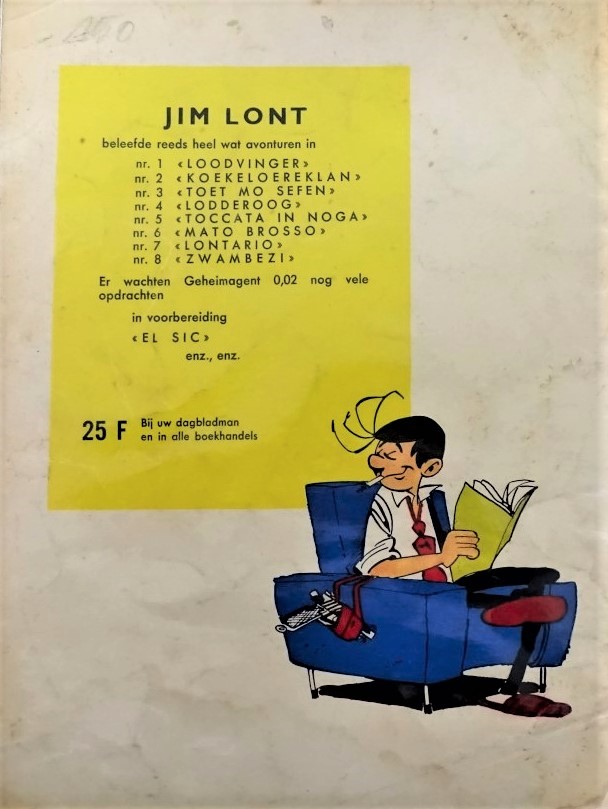 JIM LONT
beleefde reeds heel wat avonturen in
nr. 1 «LOODVINGER»
nr. 2 «KOEKELOEREKLAN»
nr. 3 «TOET MO SEFEN»
nr. 4 «LODDEROOG»
nr. 5 «TOCCATA IN NOGA»
nr. 6 «MATO BROSSO»
nr. 7 «LONTARIO»
nr. 8 «ZWAMBEZI»
Er wachten Geheimagent 0,02 nog vele
opdrachten
in voorbereiding
«EL SIC»
enz., enz.
25 F
Bij uw dagbladman
en in alle boekhandels